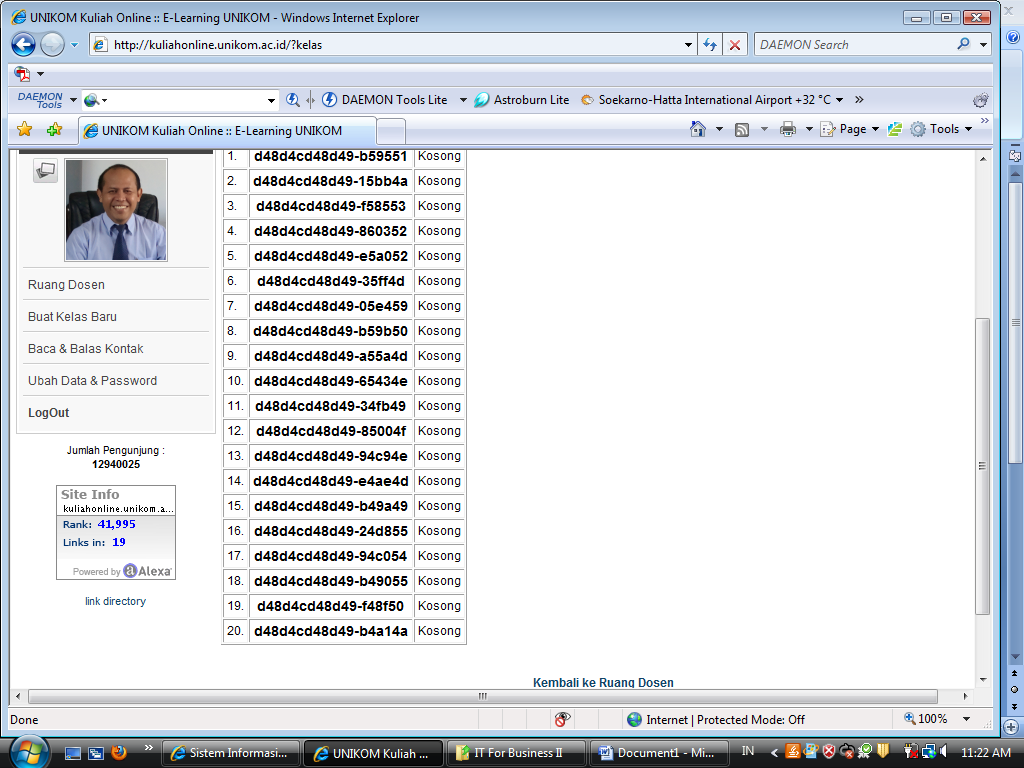 UNIKOM Kuliah Online :: E-Learning UNIKOM - Windows Internet Explorer
http://kuliahonline.unikom.ac.id/?kelas
DAEMON Search
DAEMON Tools
DAEMON Tools Lite
Astroburn Lite
Soekarno-Hatta International Airport +32 °C
UNIKOM Kuliah Online :: E-Learning UNIKOM
Page
Tools
Ruang Dosen
Buat Kelas Baru
Baca & Balas Kontak
Ubah Data & Password
LogOut
Jumlah Pengunjung :
12940025
Site Info
kuliahonline.unikom.a...
Rank: 41,995
Links in: 19
Powered by Alexa
link directory
1. d48d4cd48d49-b59551 Kosong
2. d48d4cd48d49-15bb4a Kosong
3. d48d4cd48d49-f58553 Kosong
4. d48d4cd48d49-860352 Kosong
5. d48d4cd48d49-e5a052 Kosong
6. d48d4cd48d49-35ff4d Kosong
7. d48d4cd48d49-05e459 Kosong
8. d48d4cd48d49-b59b50 Kosong
9. d48d4cd48d49-a55a4d Kosong
10. d48d4cd48d49-65434e Kosong
11. d48d4cd48d49-34fb49 Kosong
12. d48d4cd48d49-85004f Kosong
13. d48d4cd48d49-94c94e Kosong
14. d48d4cd48d49-e4ae4d Kosong
15. d48d4cd48d49-b49a49 Kosong
16. d48d4cd48d49-24d855 Kosong
17. d48d4cd48d49-94c054 Kosong
18. d48d4cd48d49-b49055 Kosong
19. d48d4cd48d49-f48f50 Kosong
20. d48d4cd48d49-b4a14a Kosong
Kembali ke Ruang Dosen
Done
Internet | Protected Mode: Off
100%
Sistem Informasi...
UNIKOM Kuliah ...
IT For Business II
Document1 - Mi...
IN
11:22 AM